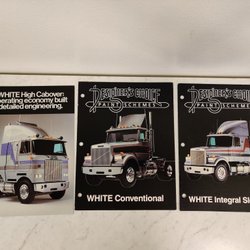 WHITE High Cabover:
perating economy built
detailed engineering.
DESIGNER'S CHOICE
PAINT SCHEMES
WHITE Conventional
DESIGNER'S CHOICE
PAINT SCHEMES
WHITE Integral Sl